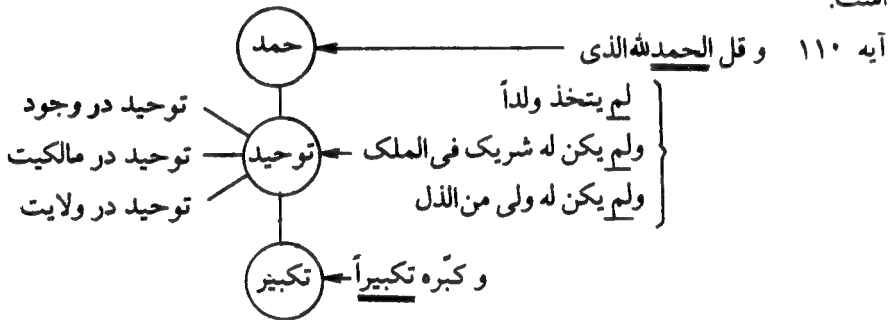 است.
آیه ۱۱۰ و قل الحمدلله الذی
حمد
لم یتخذ ولداً
توحید در وجود
ولم یکن له شریک فی الملک
توحید
توحید در مالکیت
ولم یکن له ولی من الذل
توحید در ولایت
و کبّره تکبیراً
تکبیر